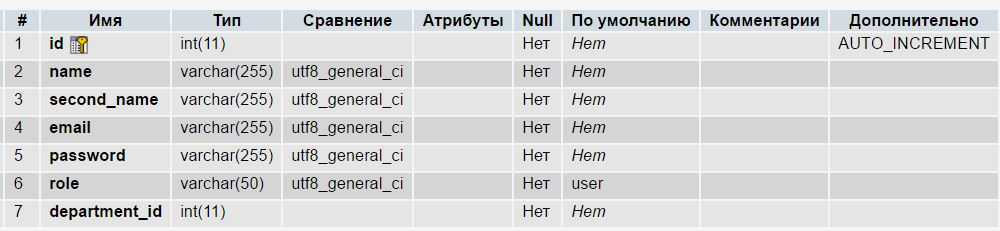 # Имя Тип Сравнение Атрибуты Null По умолчанию Комментарии Дополнительно
1 id int(11) Нет Нет AUTO_INCREMENT
2 name varchar(255) utf8_general_ci Нет Нет
3 second_name varchar(255) utf8_general_ci Нет Нет
4 email varchar(255) utf8_general_ci Нет Нет
5 password varchar(255) utf8_general_ci Нет Нет
6 role varchar(50) utf8_general_ci Нет user
7 department_id int(11) Нет Нет